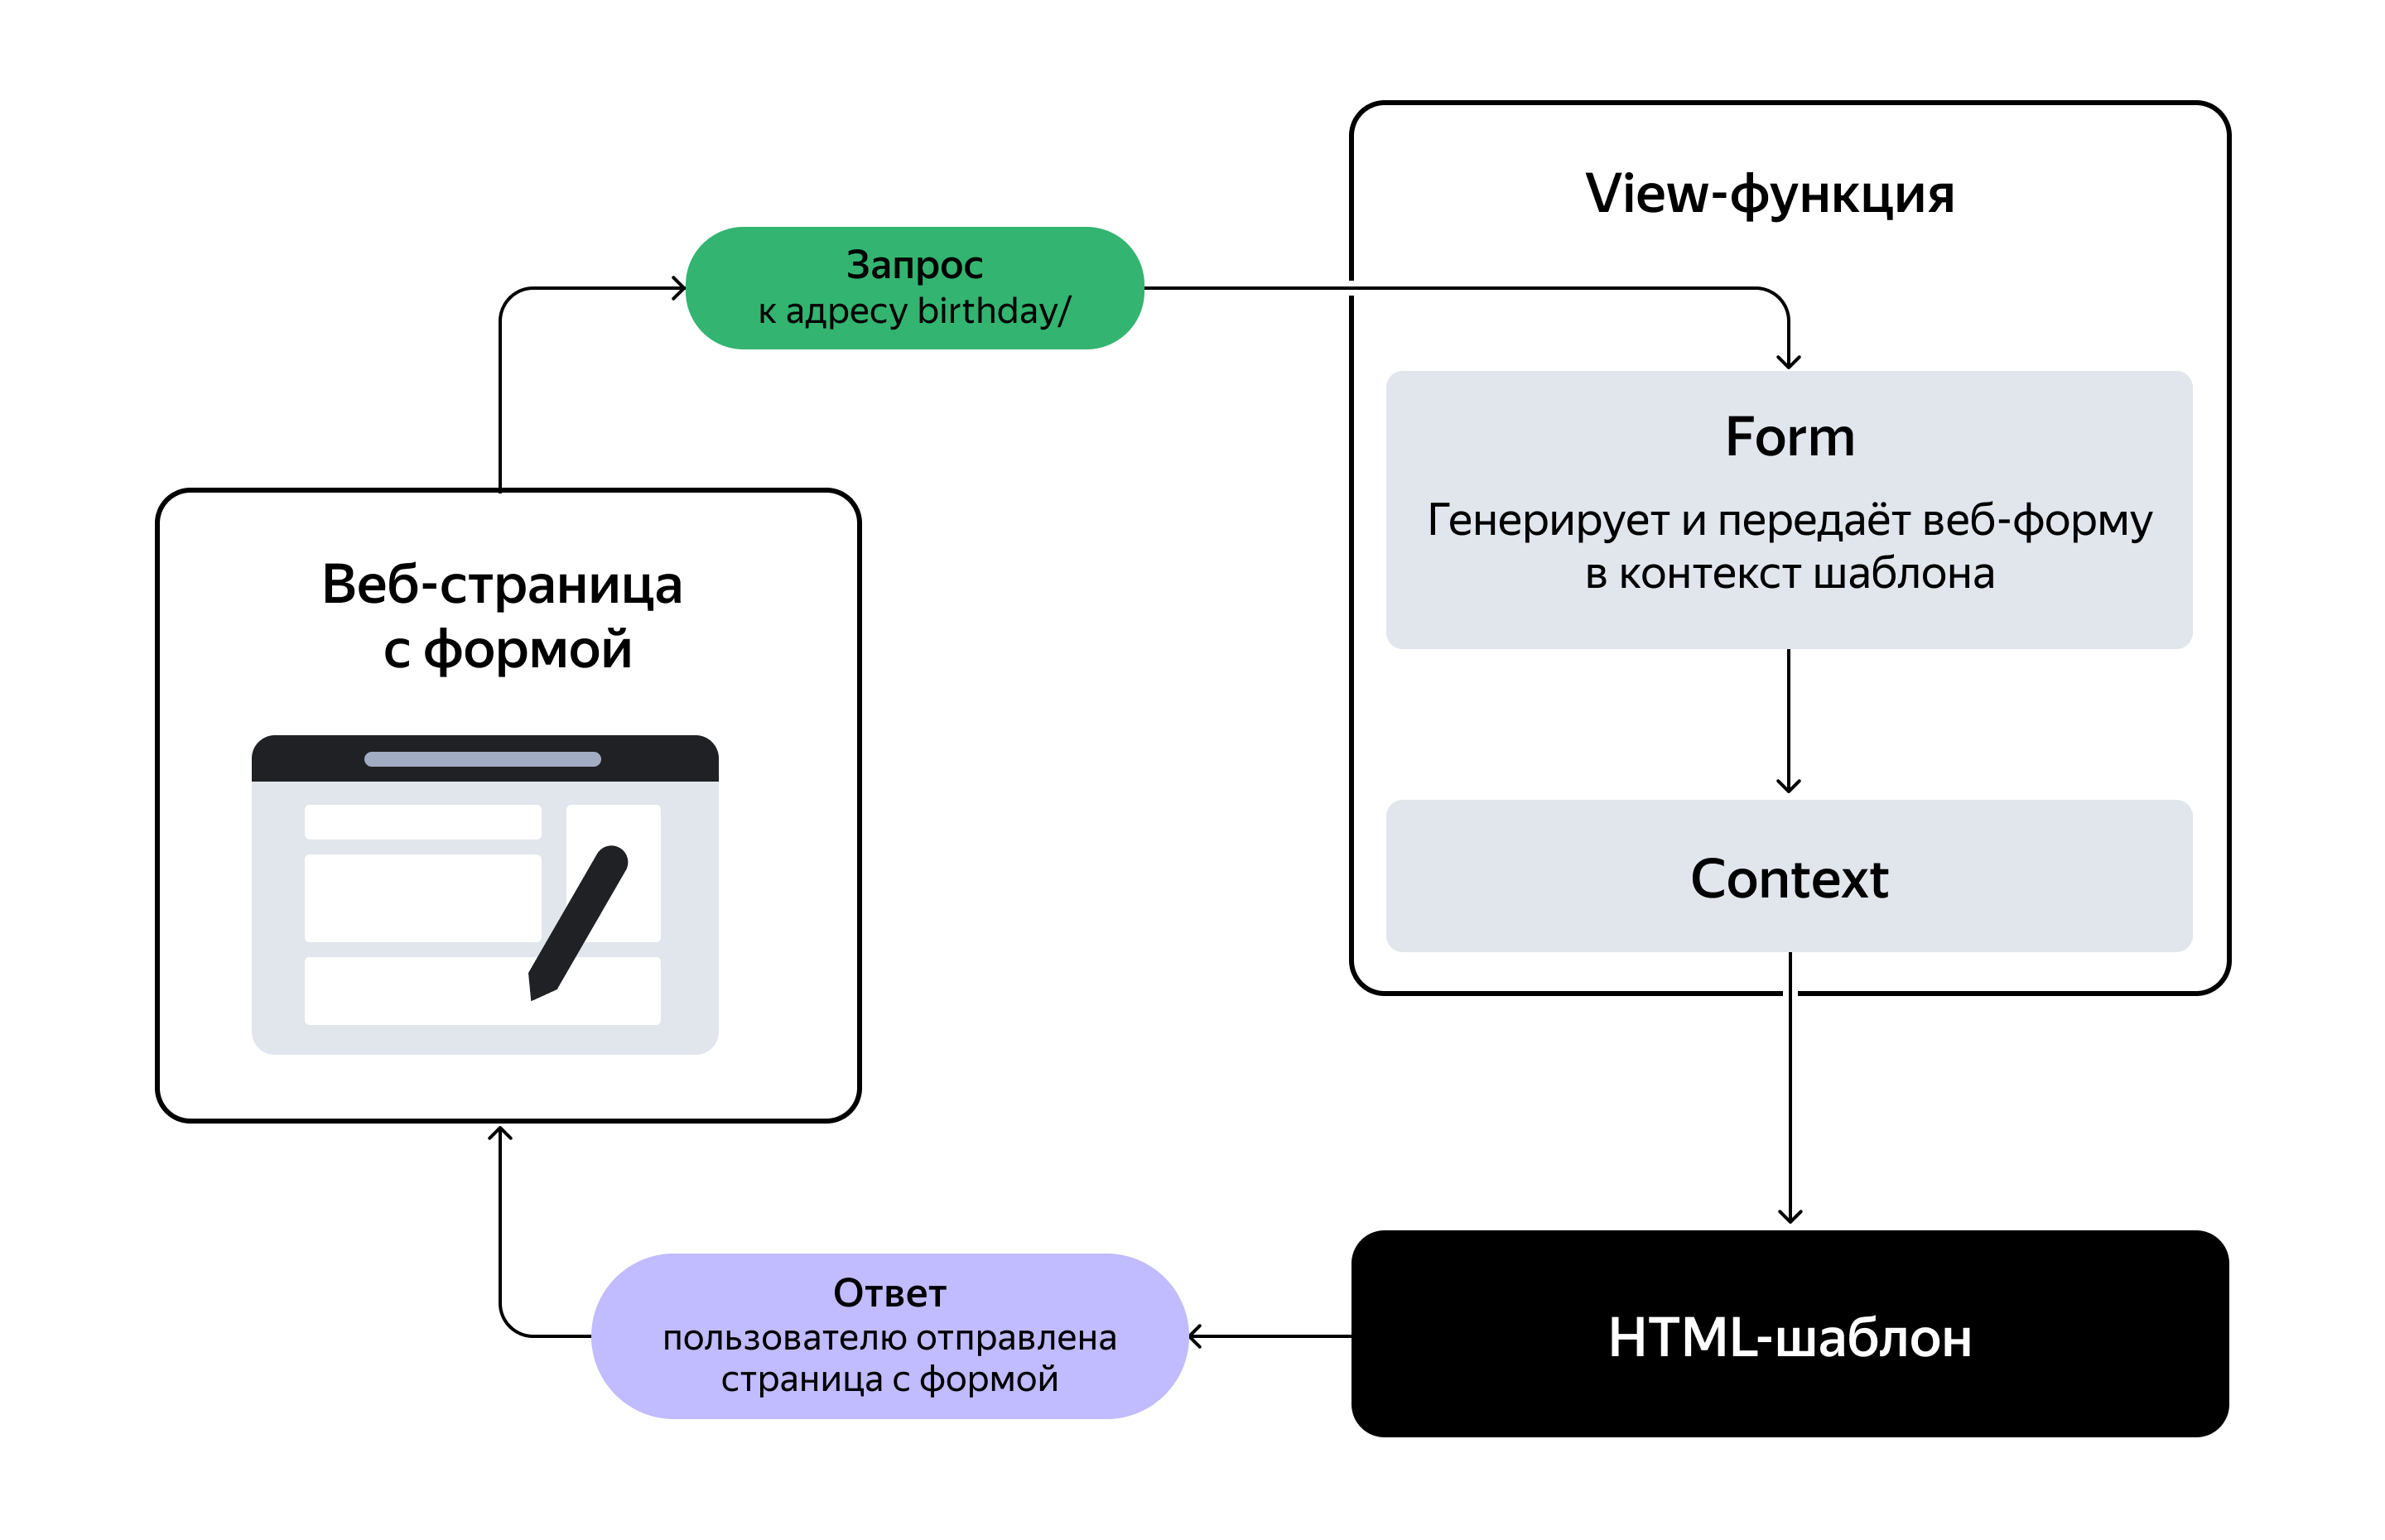 View-функция
Запрос
к адресу birthday/
Form
Генерирует и передаёт веб-форму
в контекст шаблона
Веб-страница
с формой
Context
Ответ
пользователю отправлена
страница с формой
HTML-шаблон